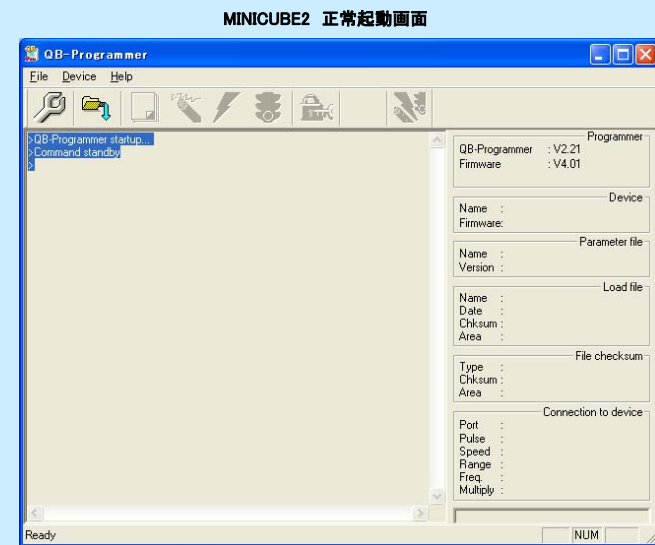 MINICUBE2 正常起動画面
QB-Programmer
File Device Help
>QB-Programmer startup...
>Command standby
>
Programmer
QB-Programmer : V2.21
Firmware : V4.01
Device
Name :
Firmware:
Parameter file
Name :
Version :
Load file
Name :
Date :
Chksum :
Area :
File checksum
Type :
Chksum :
Area :
Connection to device
Port :
Pulse :
Speed :
Range :
Freq. :
Multiply :
Ready
NUM